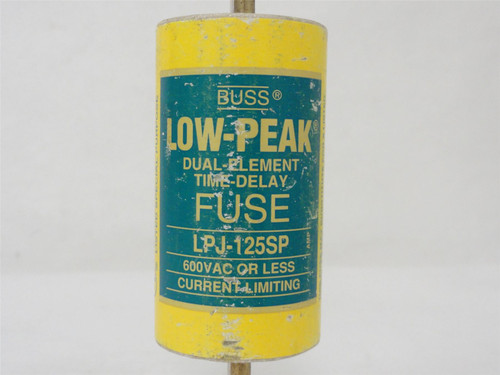 BUSS®
LOW-PEAK®
DUAL-ELEMENT
TIME-DELAY
FUSE
LPJ-125SP
600VAC OR LESS
CURRENT-LIMITING